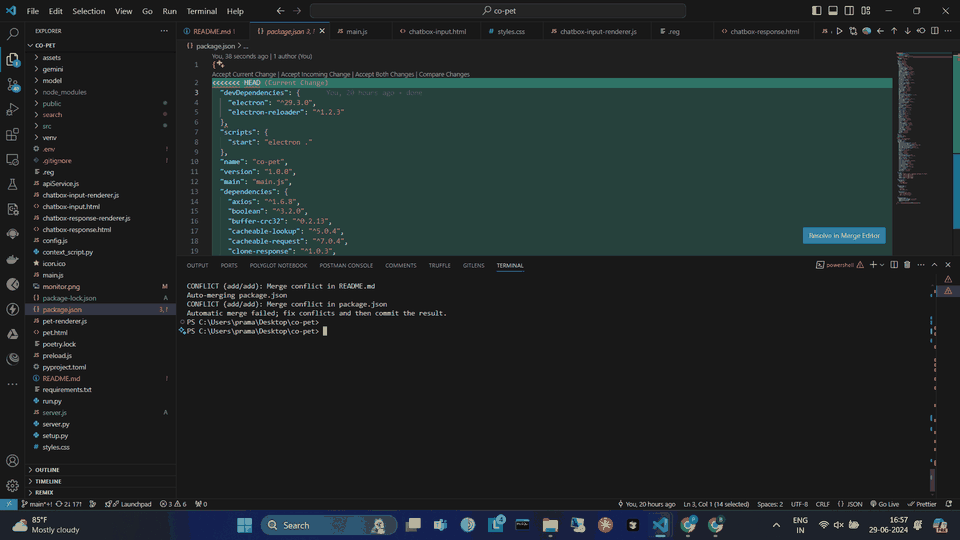 File Edit Selection View Go Run Terminal Help
co-pet
EXPLORER
CO-PET
assets
gemini
model
node_modules
public
search
src
venv
.env !
.gitignore
.reg
apiService.js
chatbox-input-renderer.js
chatbox-input.html
chatbox-response-renderer.js
chatbox-response.html
config.js
context_script.py
icon.ico
main.js
monitor.png M
package-lock.json A
package.json 3, !
pet-renderer.js
pet.html
poetry.lock
preload.js
pyproject.toml
README.md !
requirements.txt
run.py
server.js A
server.py
setup.py
styles.css
OUTLINE
TIMELINE
REMIX
README.md ! package.json 3, ! main.js chatbox-input.html styles.css chatbox-input-renderer.js .reg chatbox-response.html
package.json > ...
You, 38 seconds ago | 1 author (You)
1 {
Accept Current Change | Accept Incoming Change | Accept Both Changes | Compare Changes
2 <<<<<<< HEAD (Current Change)
3 "devDependencies": { You, 20 hours ago • done
4 "electron": "^29.3.0",
5 "electron-reloader": "^1.2.3"
6 },
7 "scripts": {
8 "start": "electron ."
9 },
10 "name": "co-pet",
11 "version": "1.0.0",
12 "main": "main.js",
13 "dependencies": {
14 "axios": "^1.6.8",
15 "boolean": "^3.2.0",
16 "buffer-crc32": "^0.2.13",
17 "cacheable-lookup": "^5.0.4",
18 "cacheable-request": "^7.0.4",
19 "clone-response": "^1.0.3",
Resolve in Merge Editor
OUTPUT PORTS POLYGLOT NOTEBOOK POSTMAN CONSOLE COMMENTS TRUFFLE GITLENS TERMINAL
powershell
CONFLICT (add/add): Merge conflict in README.md
Auto-merging package.json
CONFLICT (add/add): Merge conflict in package.json
Automatic merge failed; fix conflicts and then commit the result.
PS C:\Users\prama\Desktop\co-pet>
PS C:\Users\prama\Desktop\co-pet>
Launchpad 3 6 0
You, 20 hours ago Ln 3, Col 1 (14 selected) Spaces: 2 UTF-8 CRLF {} JSON Go Live Prettier
85°F
Mostly cloudy
Search
ENG
IN
16:57
29-06-2024